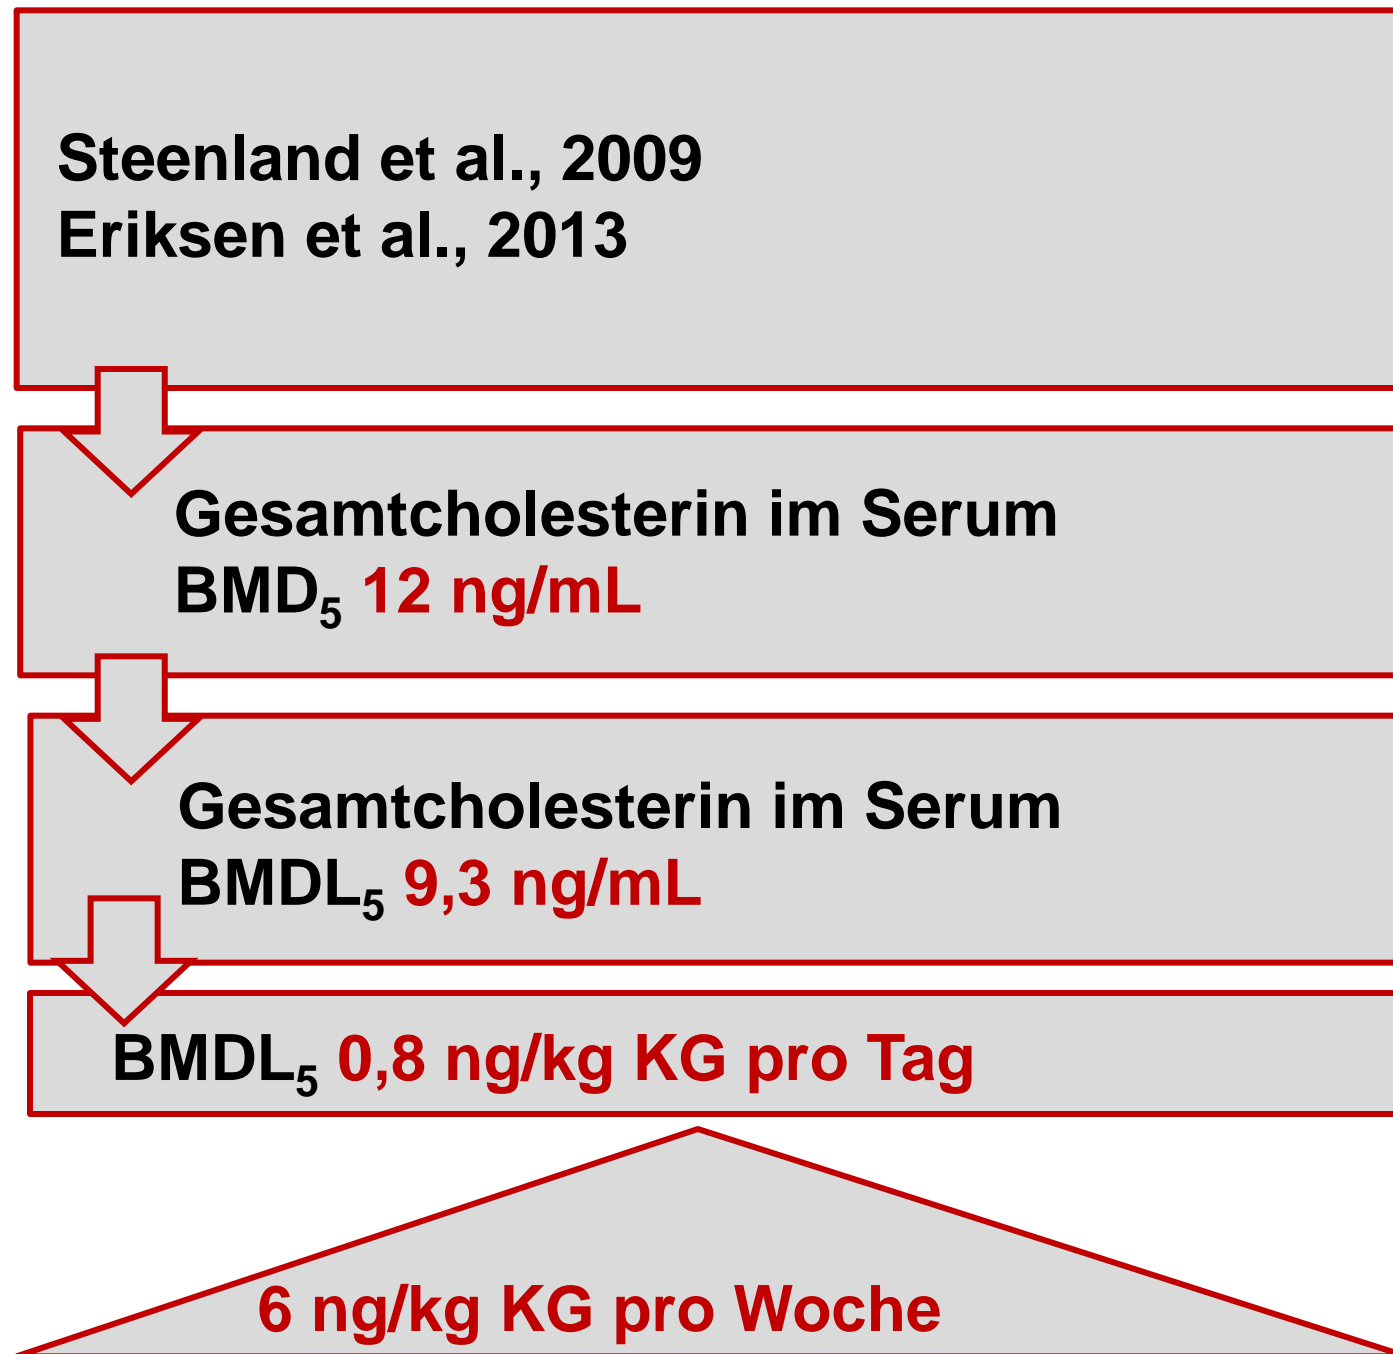 Steenland et al., 2009
Eriksen et al., 2013
Gesamtcholesterin im Serum
BMD₅ 12 ng/mL
Gesamtcholesterin im Serum
BMDL₅ 9,3 ng/mL
BMDL₅ 0,8 ng/kg KG pro Tag
6 ng/kg KG pro Woche